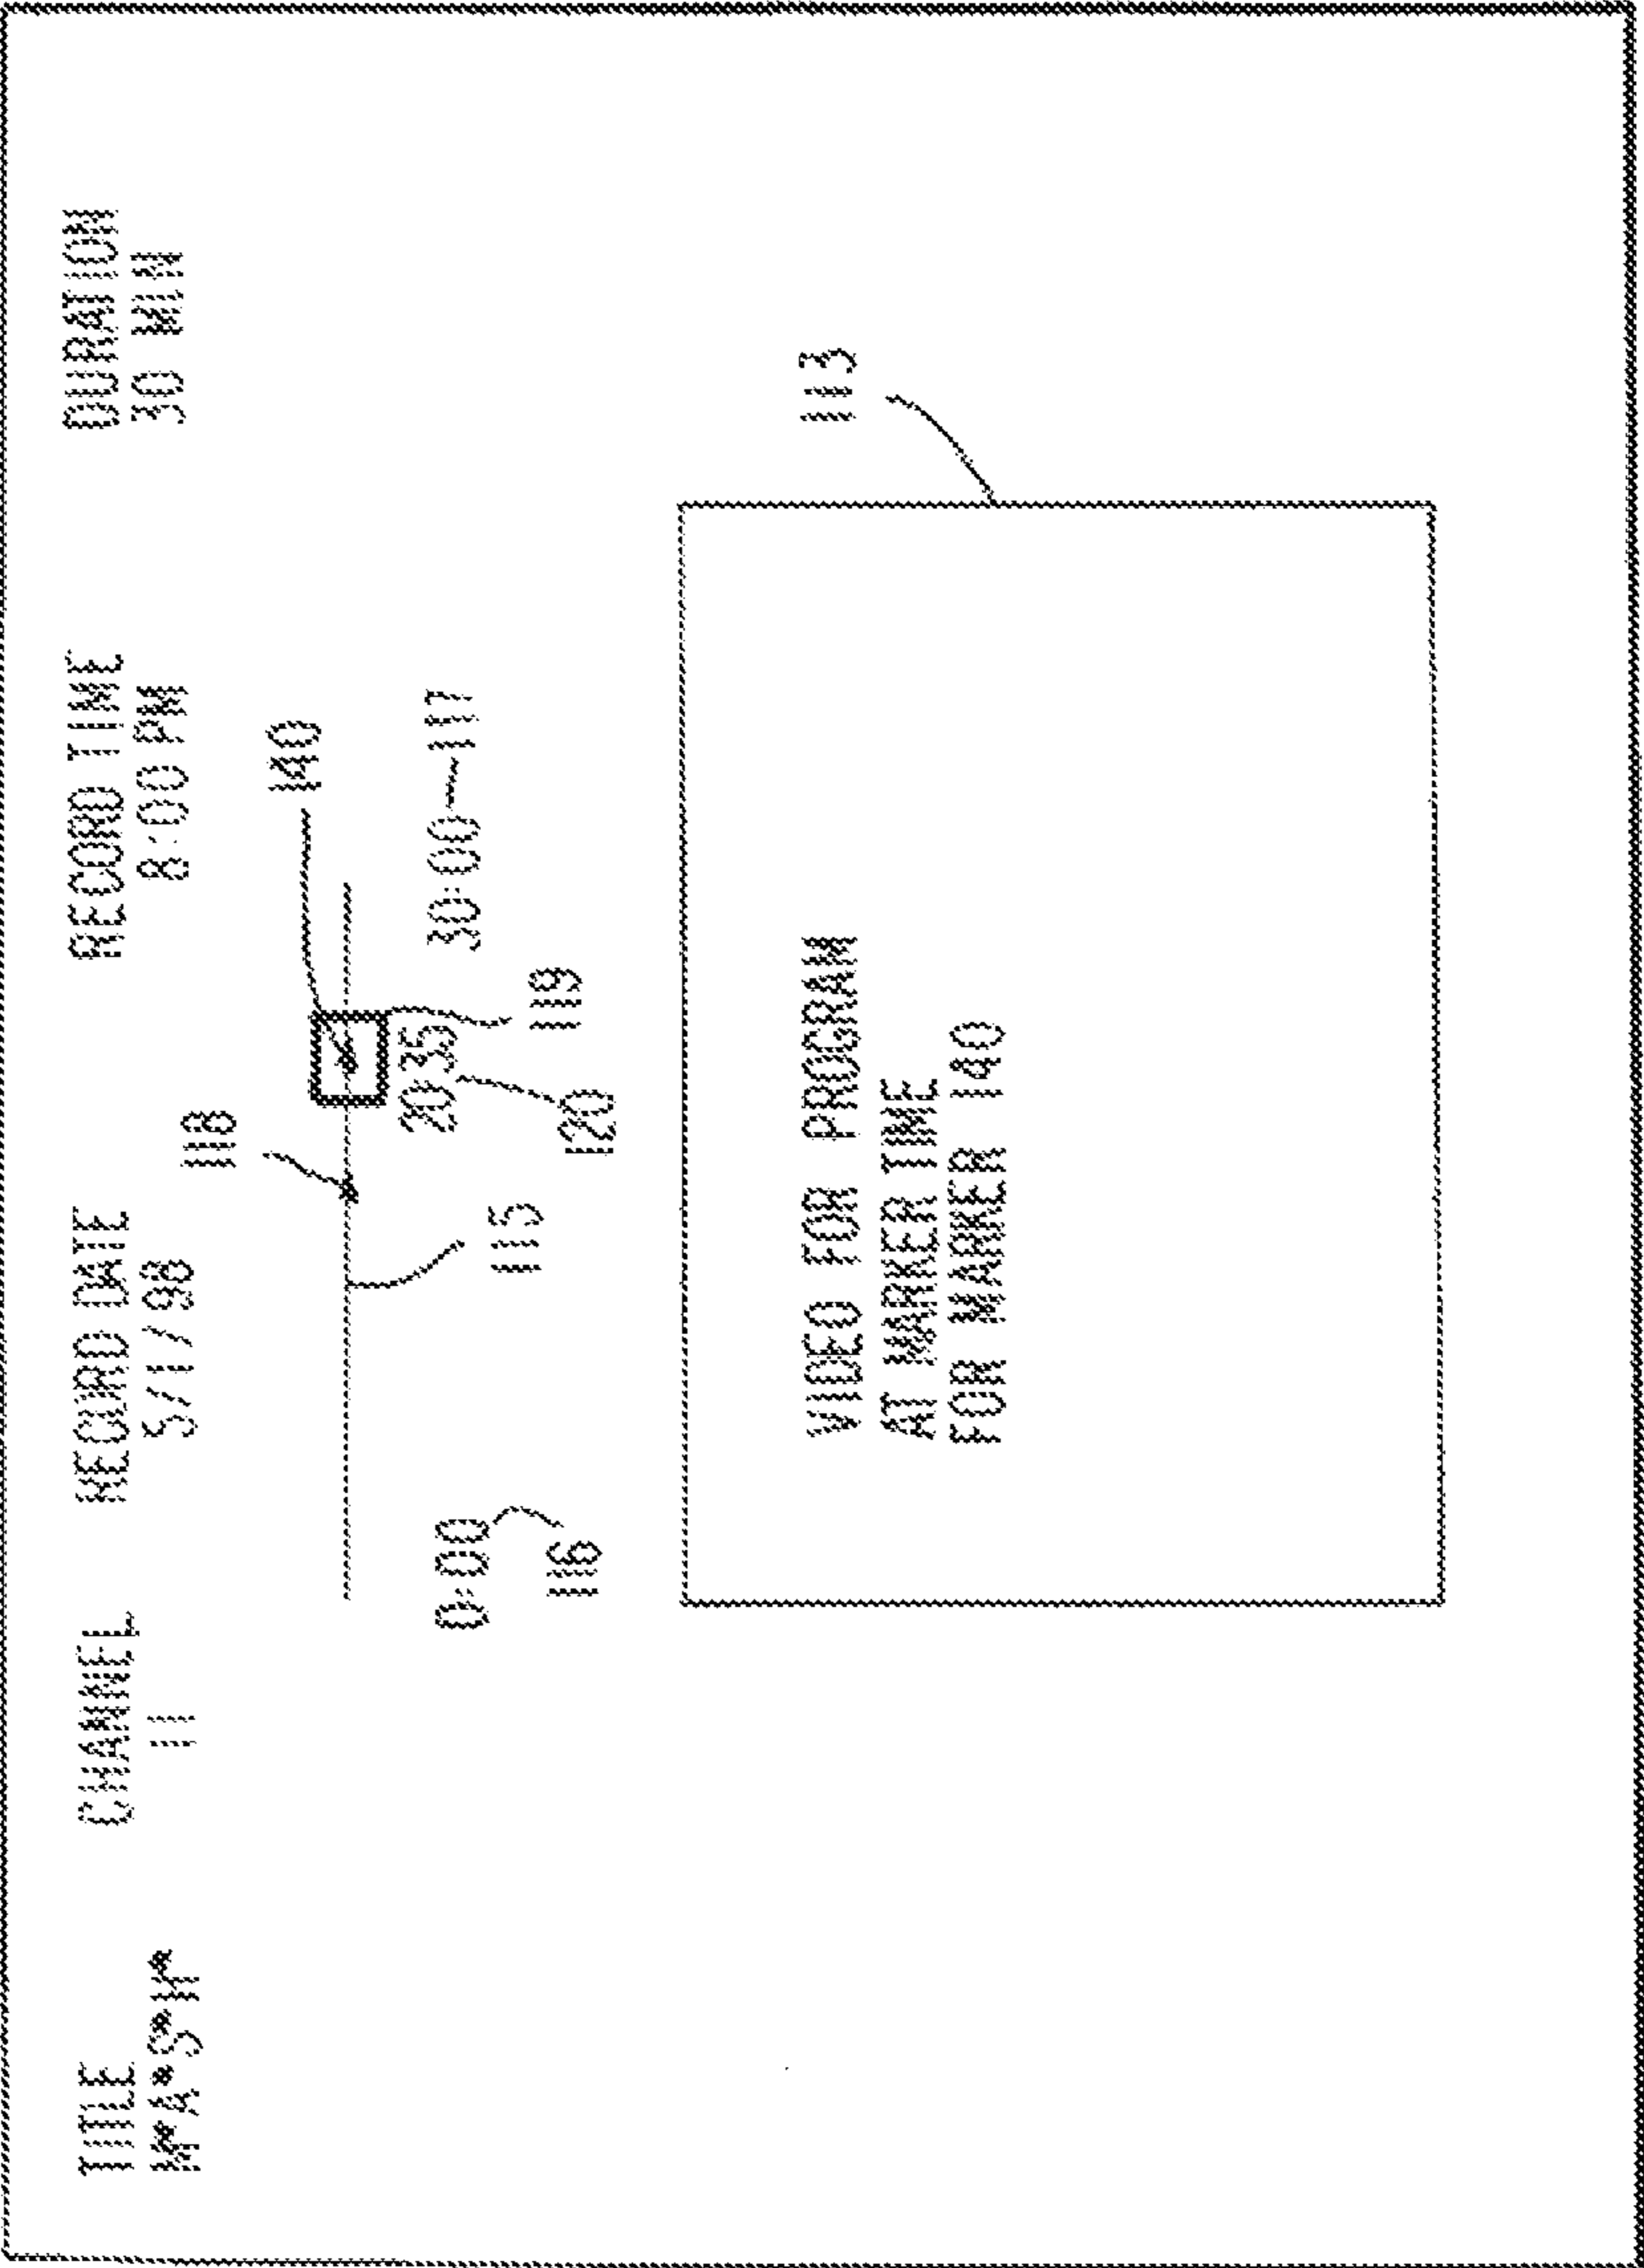 TITLE CHANNEL RECORD DATE RECORD TIME DURATION
M*A*S*H* 11 5/1/98 8:00 PM 30 MIN
118 140
20:35
0:00 30:00 117
115 119
116 120
113
VIDEO FOR PROGRAM
AT MARKER TIME
FOR MARKER 140